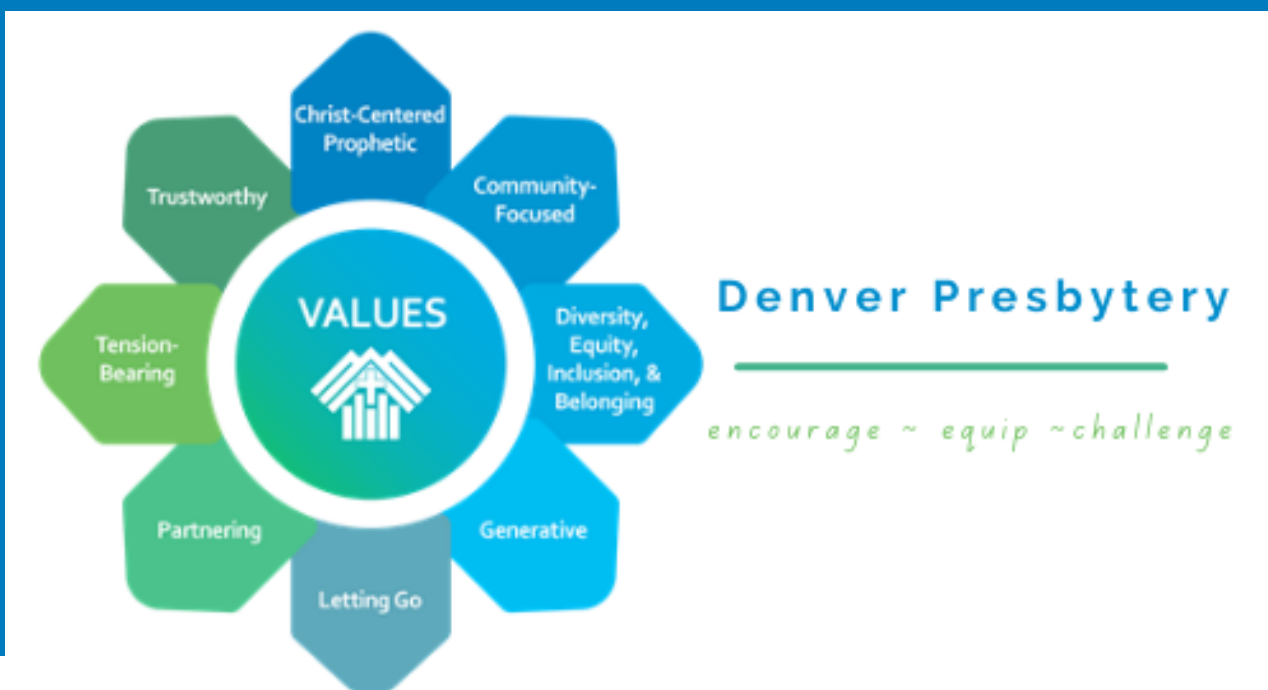 Christ-Centered
Prophetic
Community-
Focused
Diversity,
Equity,
Inclusion, &
Belonging
Generative
Letting Go
Partnering
Tension-
Bearing
Trustworthy
VALUES
Denver Presbytery
encourage ~ equip ~challenge